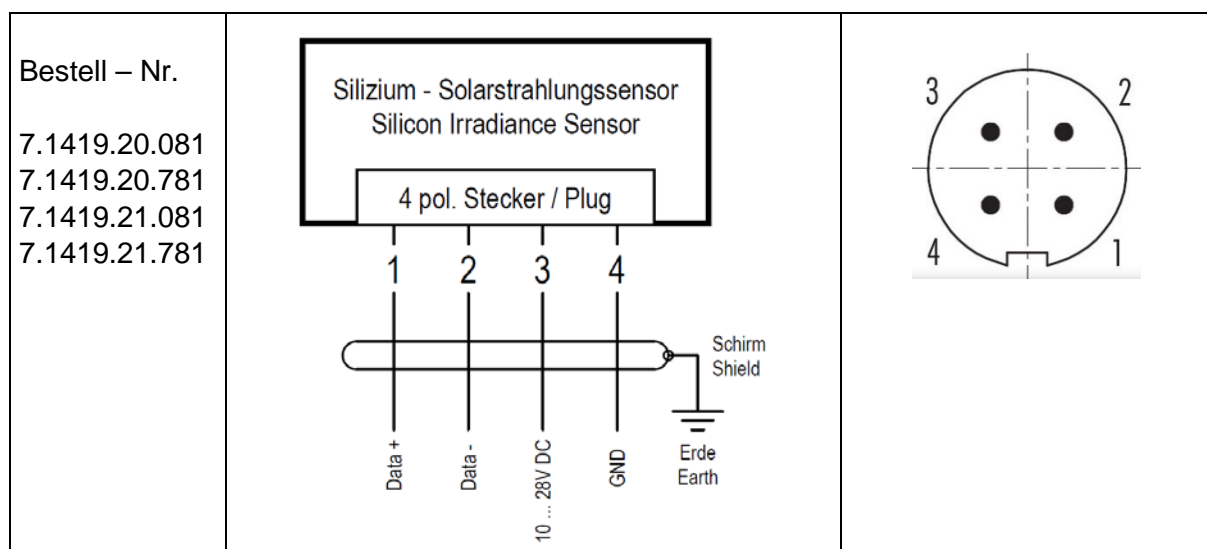 Bestell – Nr.
7.1419.20.081
7.1419.20.781
7.1419.21.081
7.1419.21.781
Silizium - Solarstrahlungssensor
Silicon Irradiance Sensor
4 pol. Stecker / Plug
1 2 3 4
Schirm
Shield
Data +
Data -
10 ... 28V DC
GND
Erde
Earth
3 2
4 1